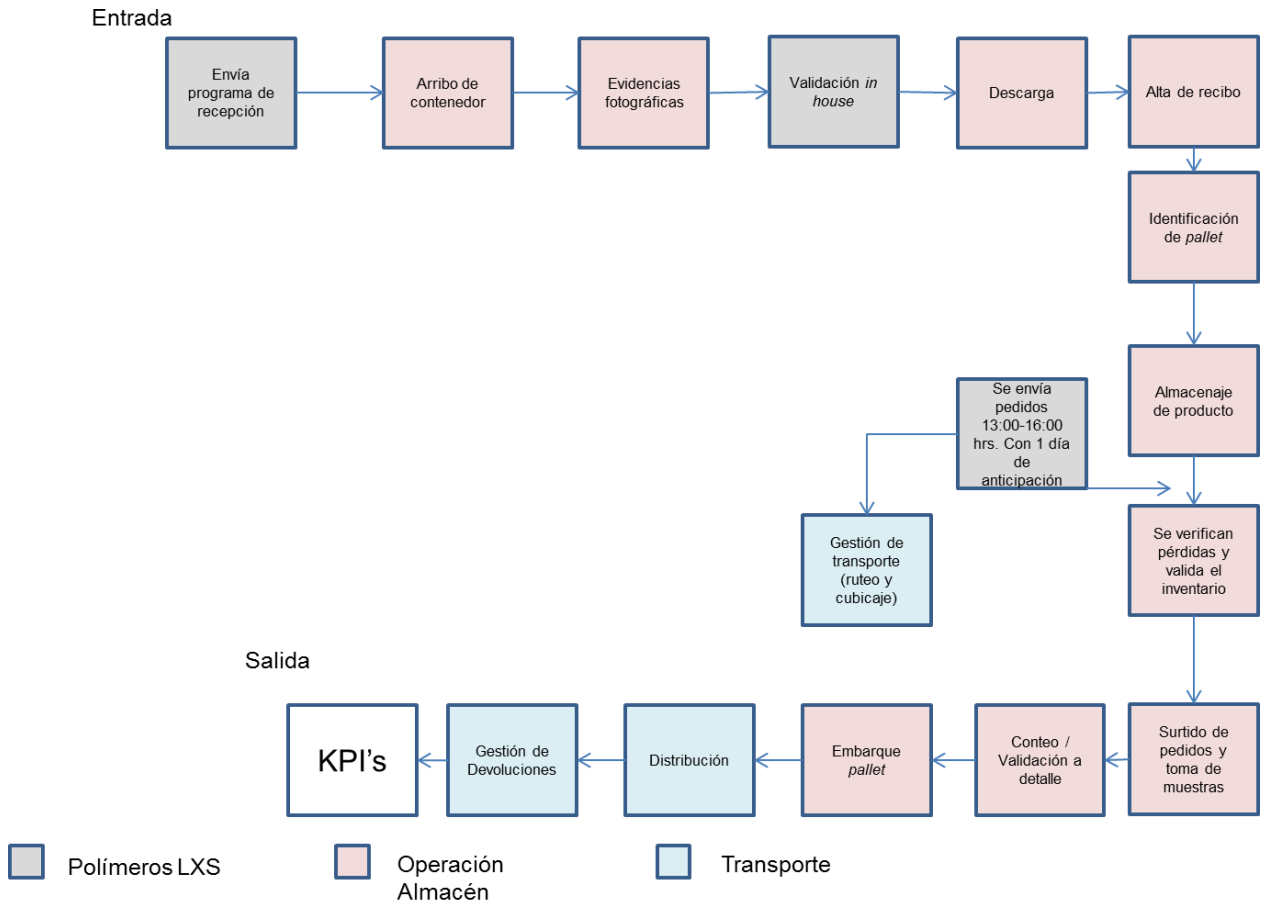 Entrada
Envía
programa de
recepción
Arribo de
contenedor
Evidencias
fotográficas
Validación in
house
Descarga
Alta de recibo
Identificación
de pallet
Almacenaje
de producto
Se envía
pedidos
13:00-16:00
hrs. Con 1 día
de
anticipación
Gestión de
transporte
(ruteo y
cubicaje)
Se verifican
pérdidas y
valida el
inventario
Salida
KPI's
Gestión de
Devoluciones
Distribución
Embarque
pallet
Conteo /
Validación a
detalle
Surtido de
pedidos y
toma de
muestras
Polímeros LXS
Operación
Almacén
Transporte